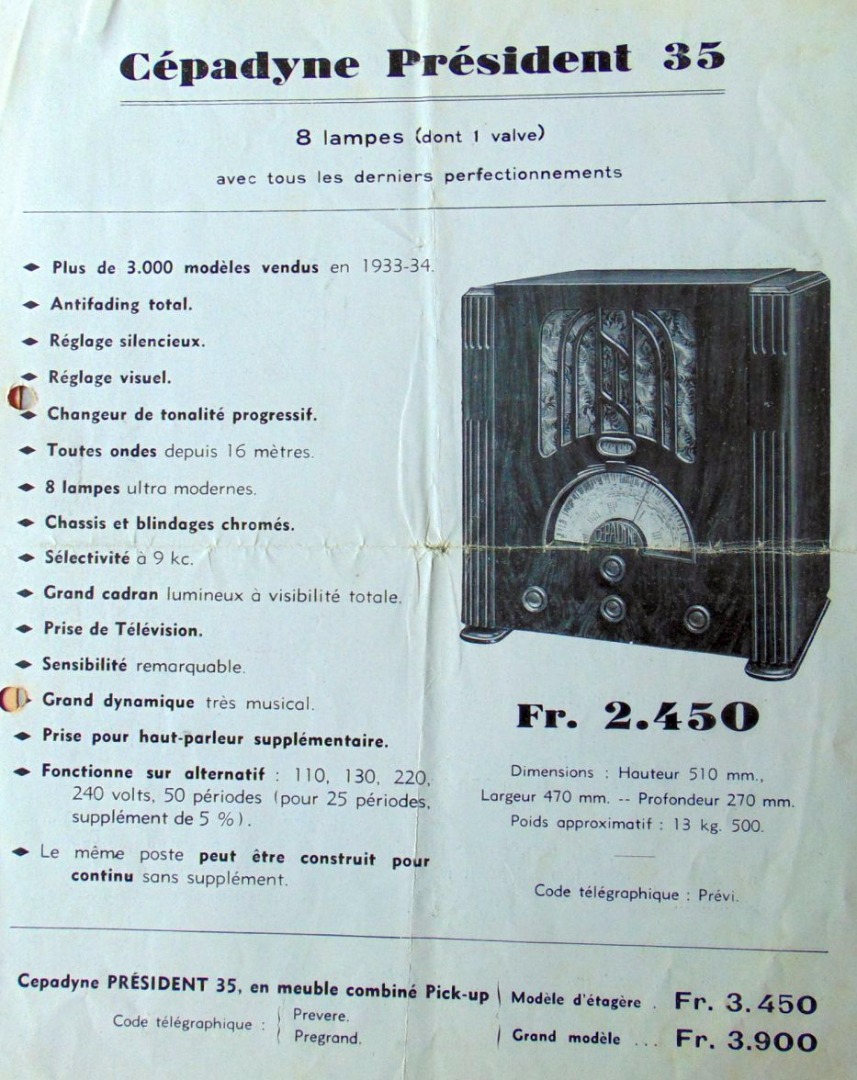 Cépadyne Président 35
8 lampes (dont 1 valve)
avec tous les derniers perfectionnements
Plus de 3.000 modèles vendus en 1933-34.
Antifading total.
Réglage silencieux.
Réglage visuel.
Changeur de tonalité progressif.
Toutes ondes depuis 16 mètres.
8 lampes ultra modernes.
Chassis et blindages chromés.
Sélectivité à 9 kc.
Grand cadran lumineux à visibilité totale.
Prise de Télévision.
Sensibilité remarquable.
Grand dynamique très musical.
Prise pour haut-parleur supplémentaire.
Fonctionne sur alternatif : 110, 130, 220,
240 volts, 50 périodes (pour 25 périodes,
supplément de 5 %).
Le même poste peut être construit pour
continu sans supplément.
CÉPADYNE
Fr. 2.450
Dimensions : Hauteur 510 mm.,
Largeur 470 mm. -- Profondeur 270 mm.
Poids approximatif : 13 kg. 500.
Code télégraphique : Prévi.
Cepadyne PRÉSIDENT 35, en meuble combiné Pick-up
Modèle d'étagère . Fr. 3.450
Grand modèle ... Fr. 3.900
Code télégraphique :
Prevere.
Pregrand.